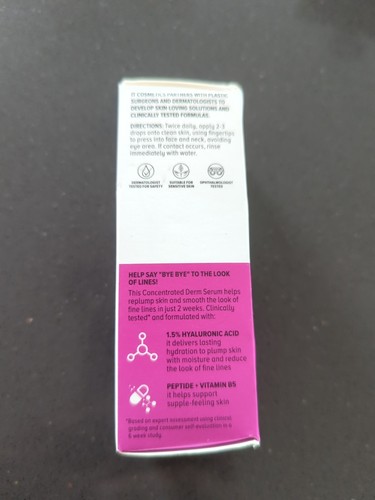 IT COSMETICS PARTNERS WITH PLASTIC
SURGEONS AND DERMATOLOGISTS TO
DEVELOP SKIN-LOVING SOLUTIONS AND
CLINICALLY TESTED FORMULAS.
DIRECTIONS: Twice daily, apply 2-3
drops onto clean skin, using fingertips
to press into face and neck, avoiding
eye area. If contact occurs, rinse
immediately with water.
DERMATOLOGIST TESTED FOR SAFETY
SUITABLE FOR SENSITIVE SKIN
OPHTHALMOLOGIST TESTED
HELP SAY "BYE BYE" TO THE LOOK
OF LINES!
This Concentrated Derm Serum helps
replump skin and smooth the look of
fine lines in just 2 weeks. Clinically
tested* and formulated with:
1.5% HYALURONIC ACID
it delivers lasting
hydration to plump skin
with moisture and reduce
the look of fine lines
PEPTIDE + VITAMIN B5
it helps support
supple-feeling skin
*Based on expert assessment using clinical
grading and consumer self-evaluation in a
8 week study